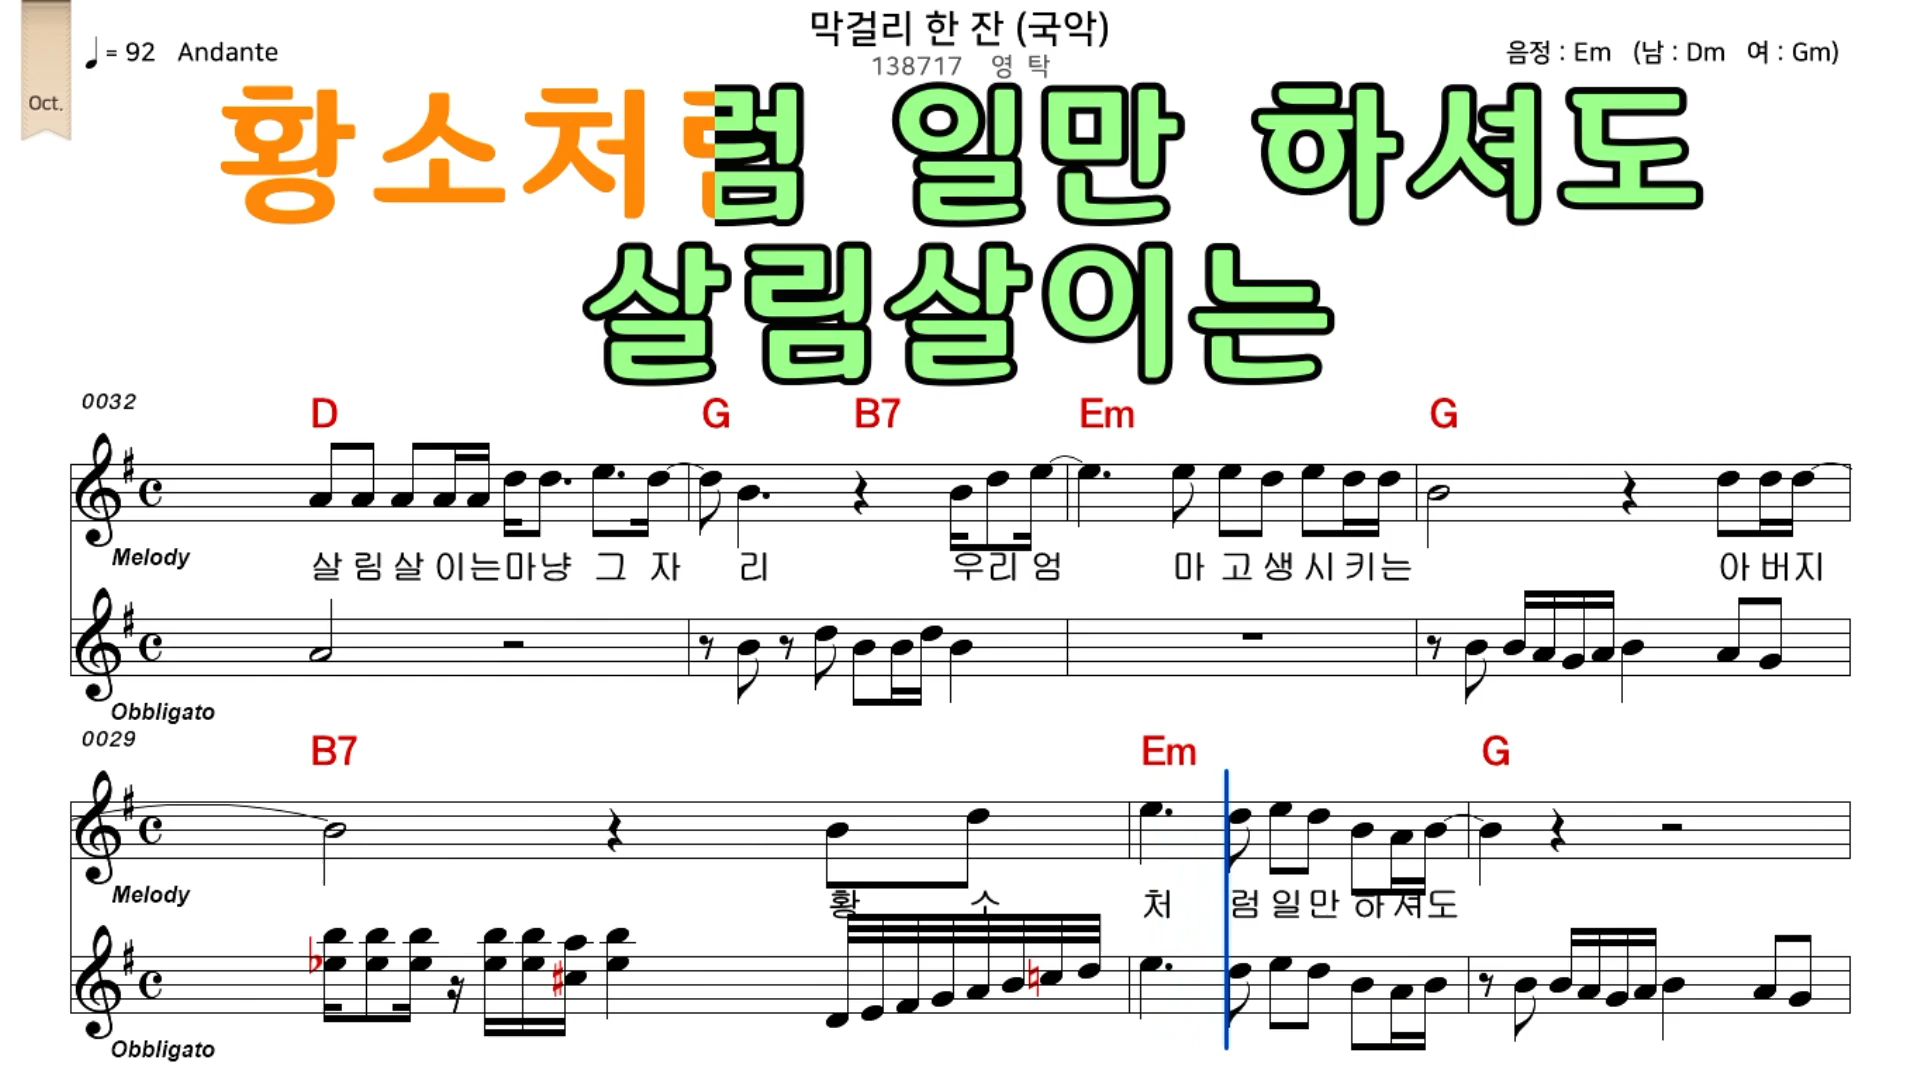 막걸리 한 잔 (국악)
♩= 92 Andante
138717 영 탁
음정 : Em (남 : Dm 여 : Gm)
Oct.
황소처럼 일만 하셔도
살림살이는
0032
D G B7 Em G
Melody
살 림 살 이는마냥 그 자 리 우리 엄 마 고 생 시 키는 아 버지
Obbligato
0029
B7 Em G
Melody
황 소 처 럼 일만 하 셔도
Obbligato